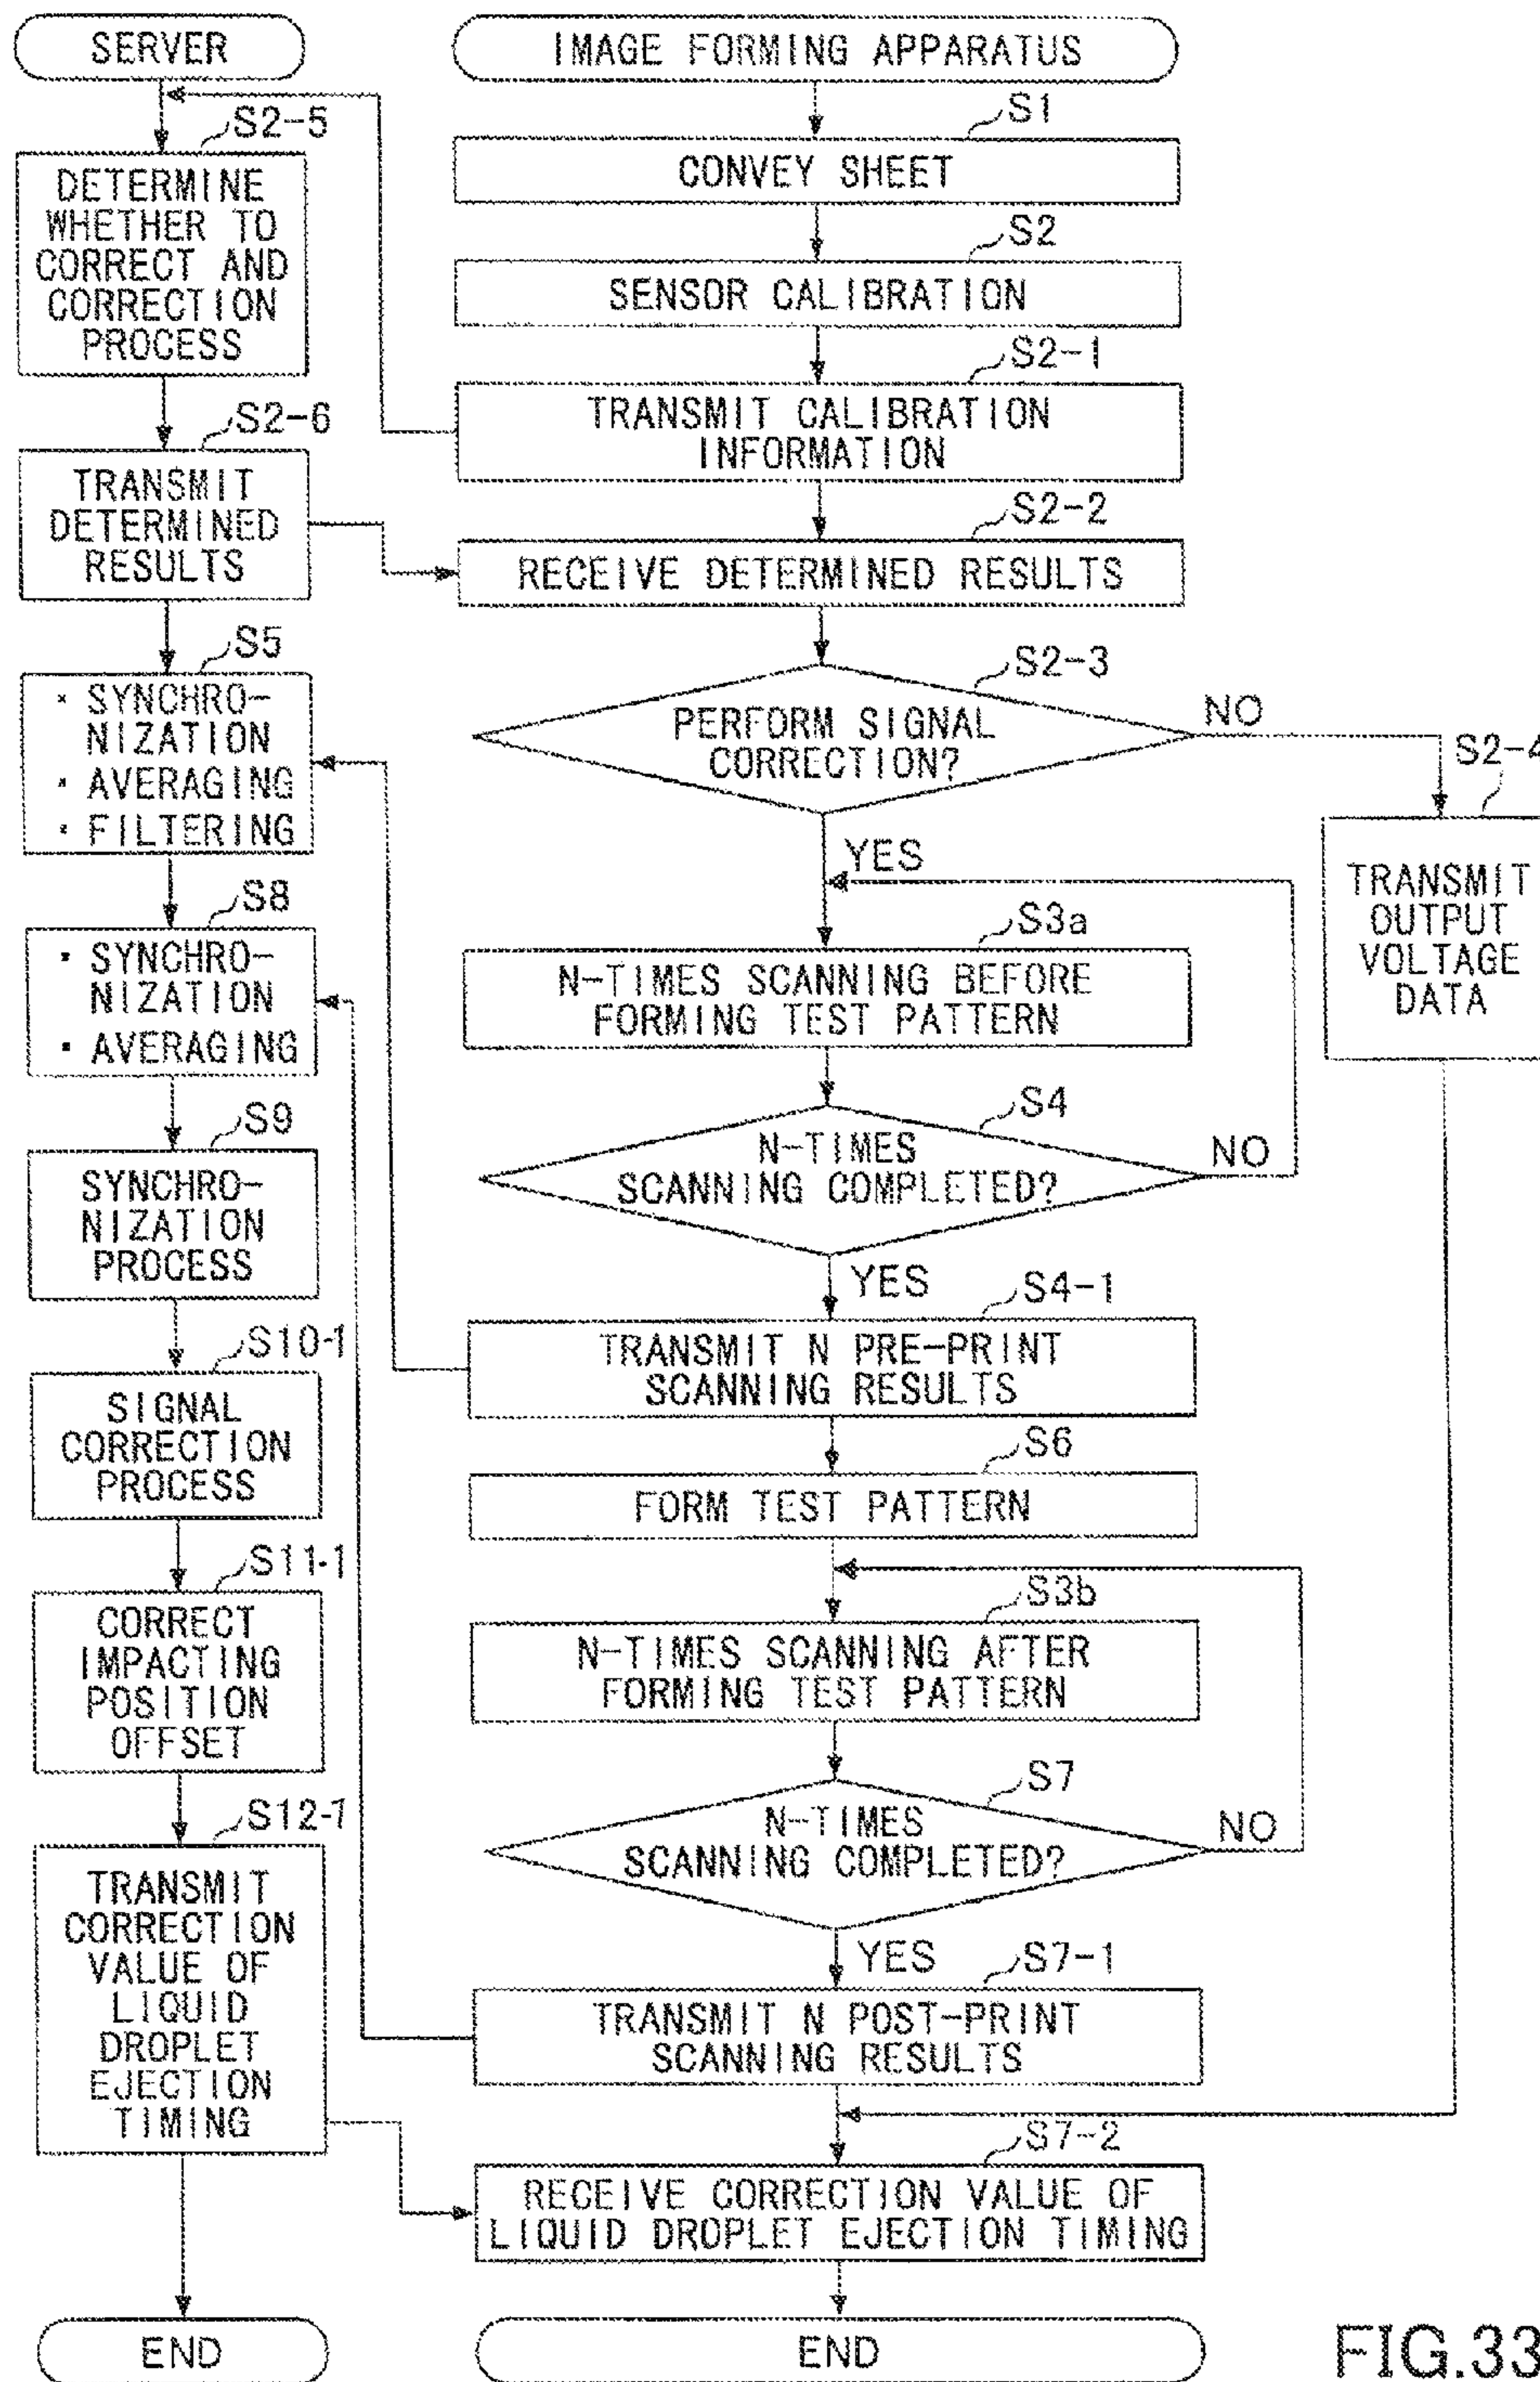 SERVER
S2-5
DETERMINE
WHETHER TO
CORRECT AND
CORRECTION
PROCESS
S2-6
TRANSMIT
DETERMINED
RESULTS
S5
• SYNCHRO-
NIZATION
• AVERAGING
• FILTERING
S8
• SYNCHRO-
NIZATION
• AVERAGING
S9
SYNCHRO-
NIZATION
PROCESS
S10-1
SIGNAL
CORRECTION
PROCESS
S11-1
CORRECT
IMPACTING
POSITION
OFFSET
S12-1
TRANSMIT
CORRECTION
VALUE OF
LIQUID
DROPLET
EJECTION
TIMING
END
IMAGE FORMING APPARATUS
S1
CONVEY SHEET
S2
SENSOR CALIBRATION
S2-1
TRANSMIT CALIBRATION
INFORMATION
S2-2
RECEIVE DETERMINED RESULTS
S2-3
PERFORM SIGNAL
CORRECTION?
NO
YES
S2-4
TRANSMIT
OUTPUT
VOLTAGE
DATA
S3a
N-TIMES SCANNING BEFORE
FORMING TEST PATTERN
S4
N-TIMES
SCANNING COMPLETED?
NO
YES
S4-1
TRANSMIT N PRE-PRINT
SCANNING RESULTS
S6
FORM TEST PATTERN
S3b
N-TIMES SCANNING AFTER
FORMING TEST PATTERN
S7
N-TIMES
SCANNING COMPLETED?
NO
YES
S7-1
TRANSMIT N POST-PRINT
SCANNING RESULTS
S7-2
RECEIVE CORRECTION VALUE OF
LIQUID DROPLET EJECTION TIMING
END
FIG.33